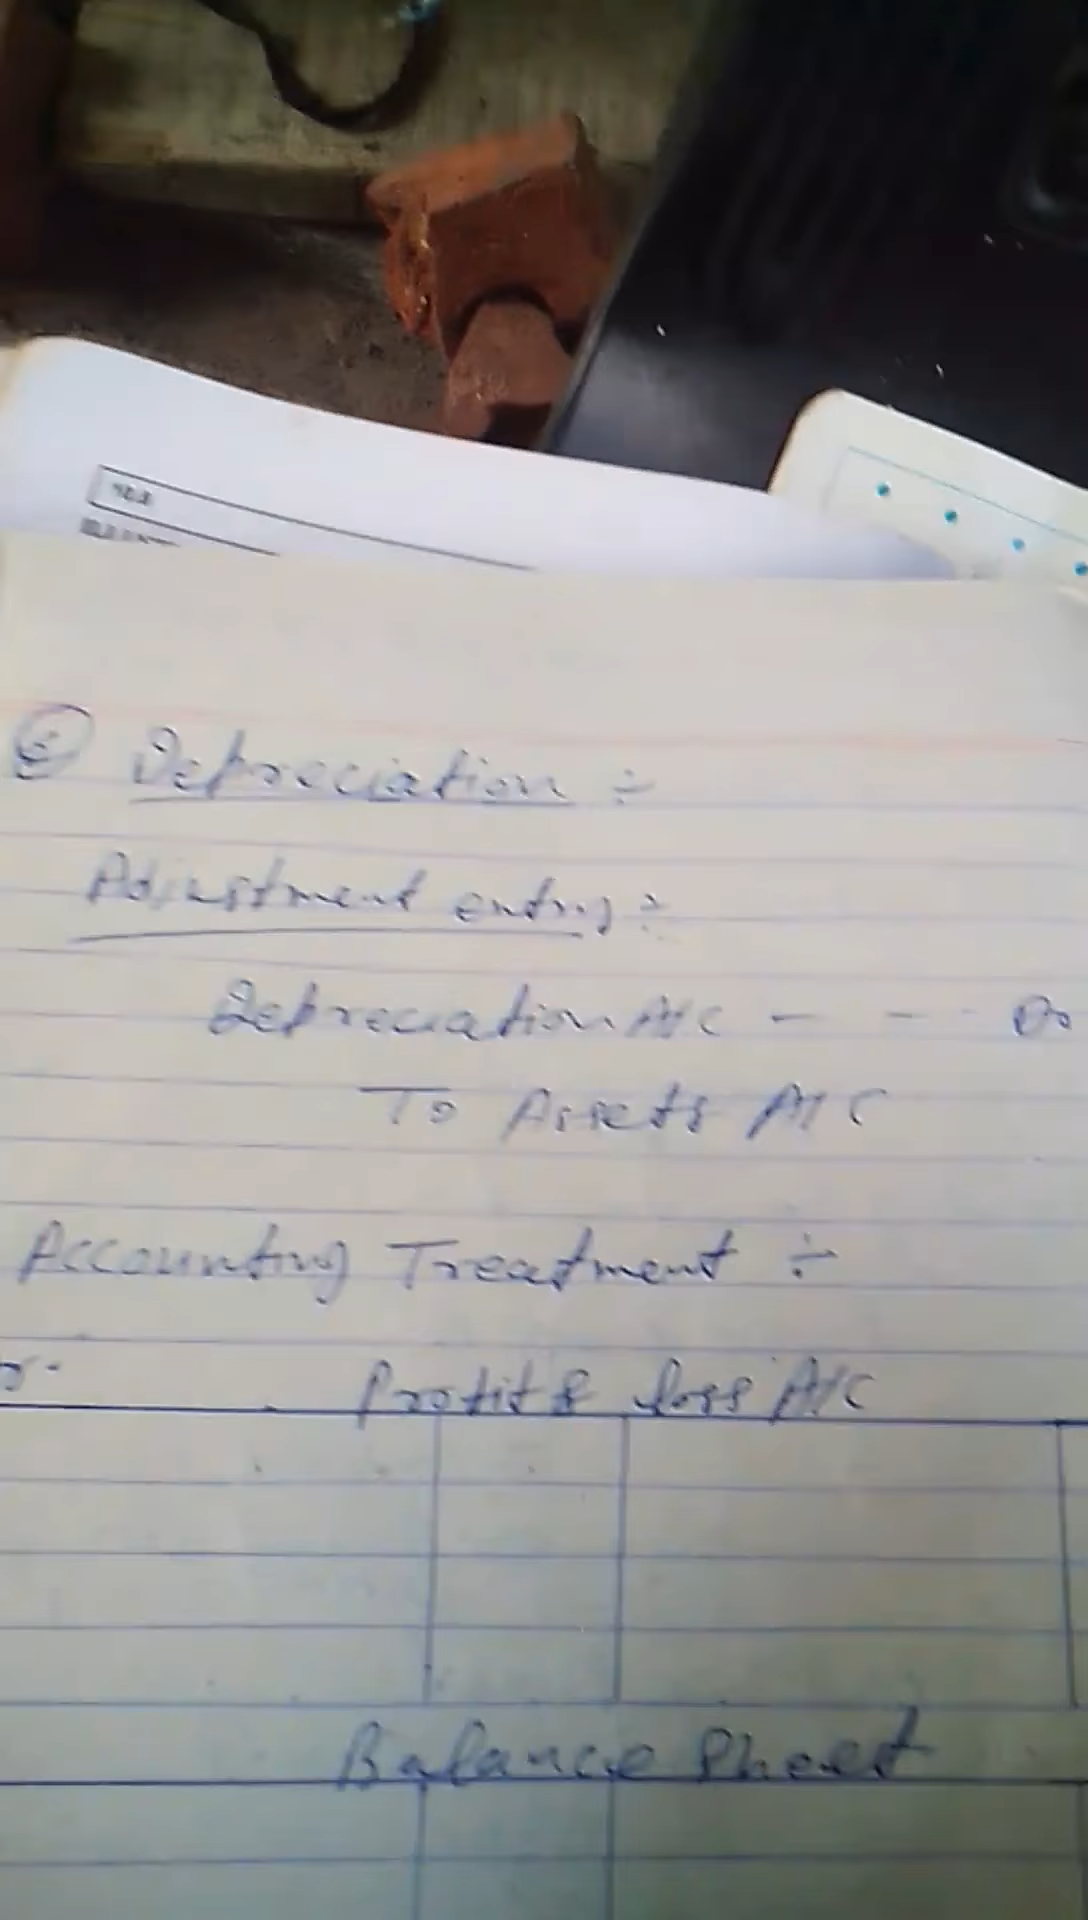 Depreciation ÷
Adjustment entry ÷
Depreciation A/C - - - Dr
To Assets A/C
Accounting Treatment ÷
Profit & loss A/C
Balance Sheet